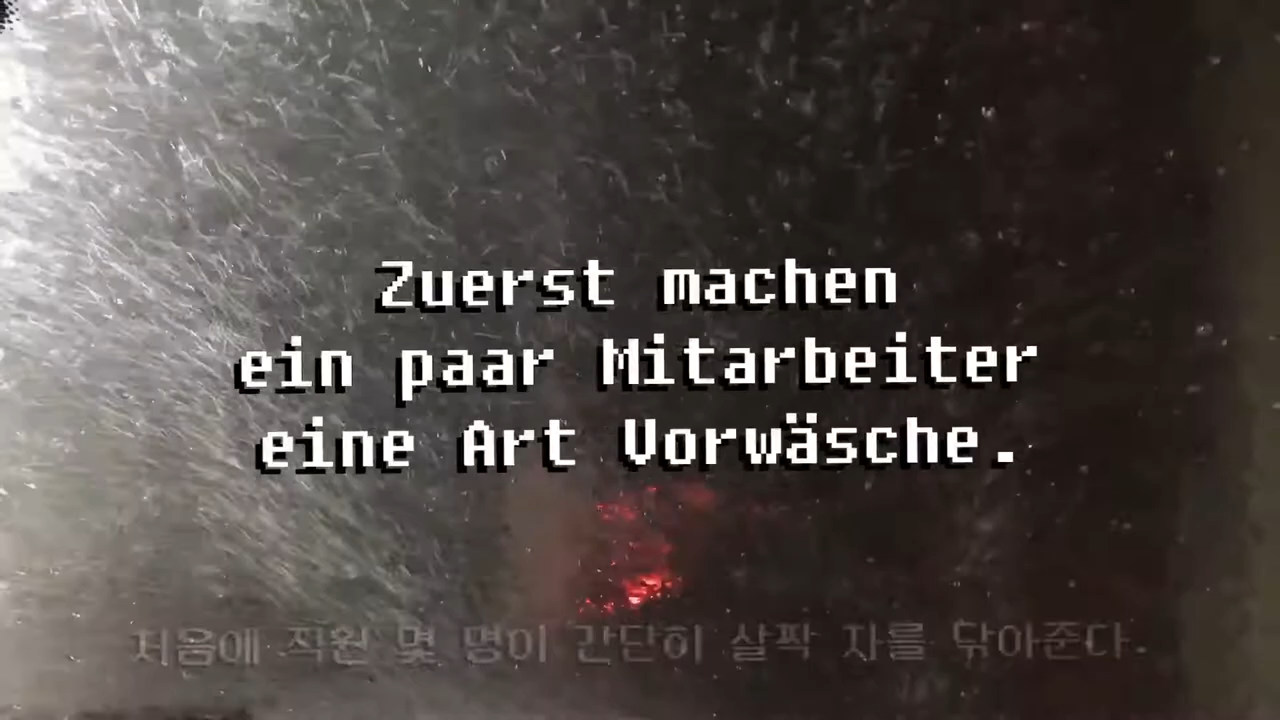 Zuerst machen
ein paar Mitarbeiter
eine Art Vorwäsche.
처음에 직원 몇 명이 간단히 살짝 차를 닦아준다.